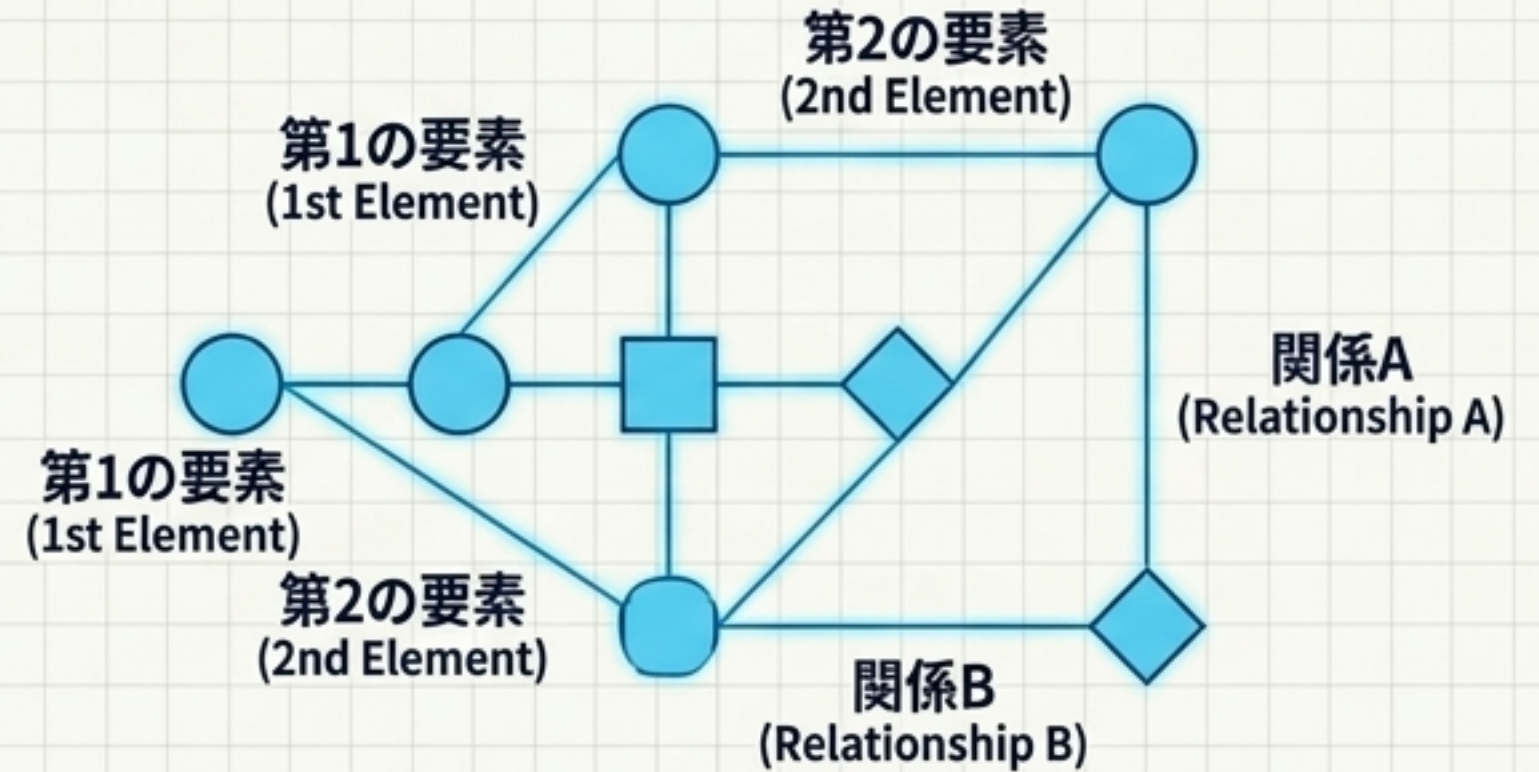 第2の要素
(2nd Element)
第1の要素
(1st Element)
関係A
(Relationship A)
第1の要素
(1st Element)
第2の要素
(2nd Element)
関係B
(Relationship B)